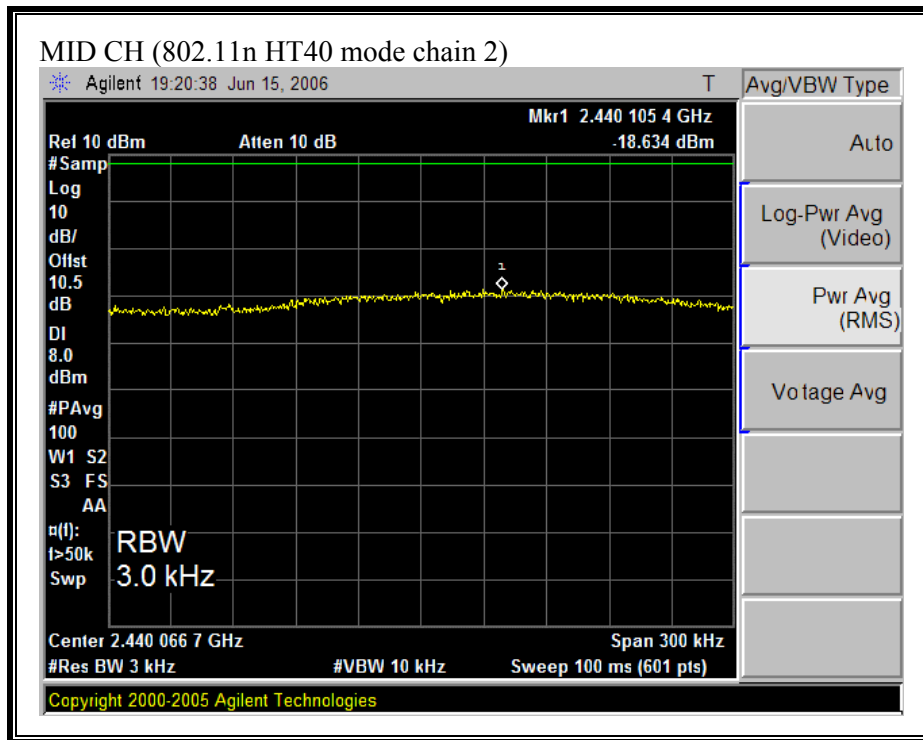 MID CH (802.11n HT40 mode chain 2)
Agilent 19:20:38 Jun 15, 2006 T
Mkr1 2.440 105 4 GHz
Ref 10 dBm Atten 10 dB -18.634 dBm
#Samp
Log
10
dB/
Offst
10.5
dB
DI
8.0
dBm
#PAvg
100
W1 S2
S3 FS
AA
¤(f):
f>50k
Swp
1
RBW
3.0 kHz
Center 2.440 066 7 GHz Span 300 kHz
#Res BW 3 kHz #VBW 10 kHz Sweep 100 ms (601 pts)
Copyright 2000-2005 Agilent Technologies
Avg/VBW Type
Auto
Log-Pwr Avg
(Video)
Pwr Avg
(RMS)
Voltage Avg